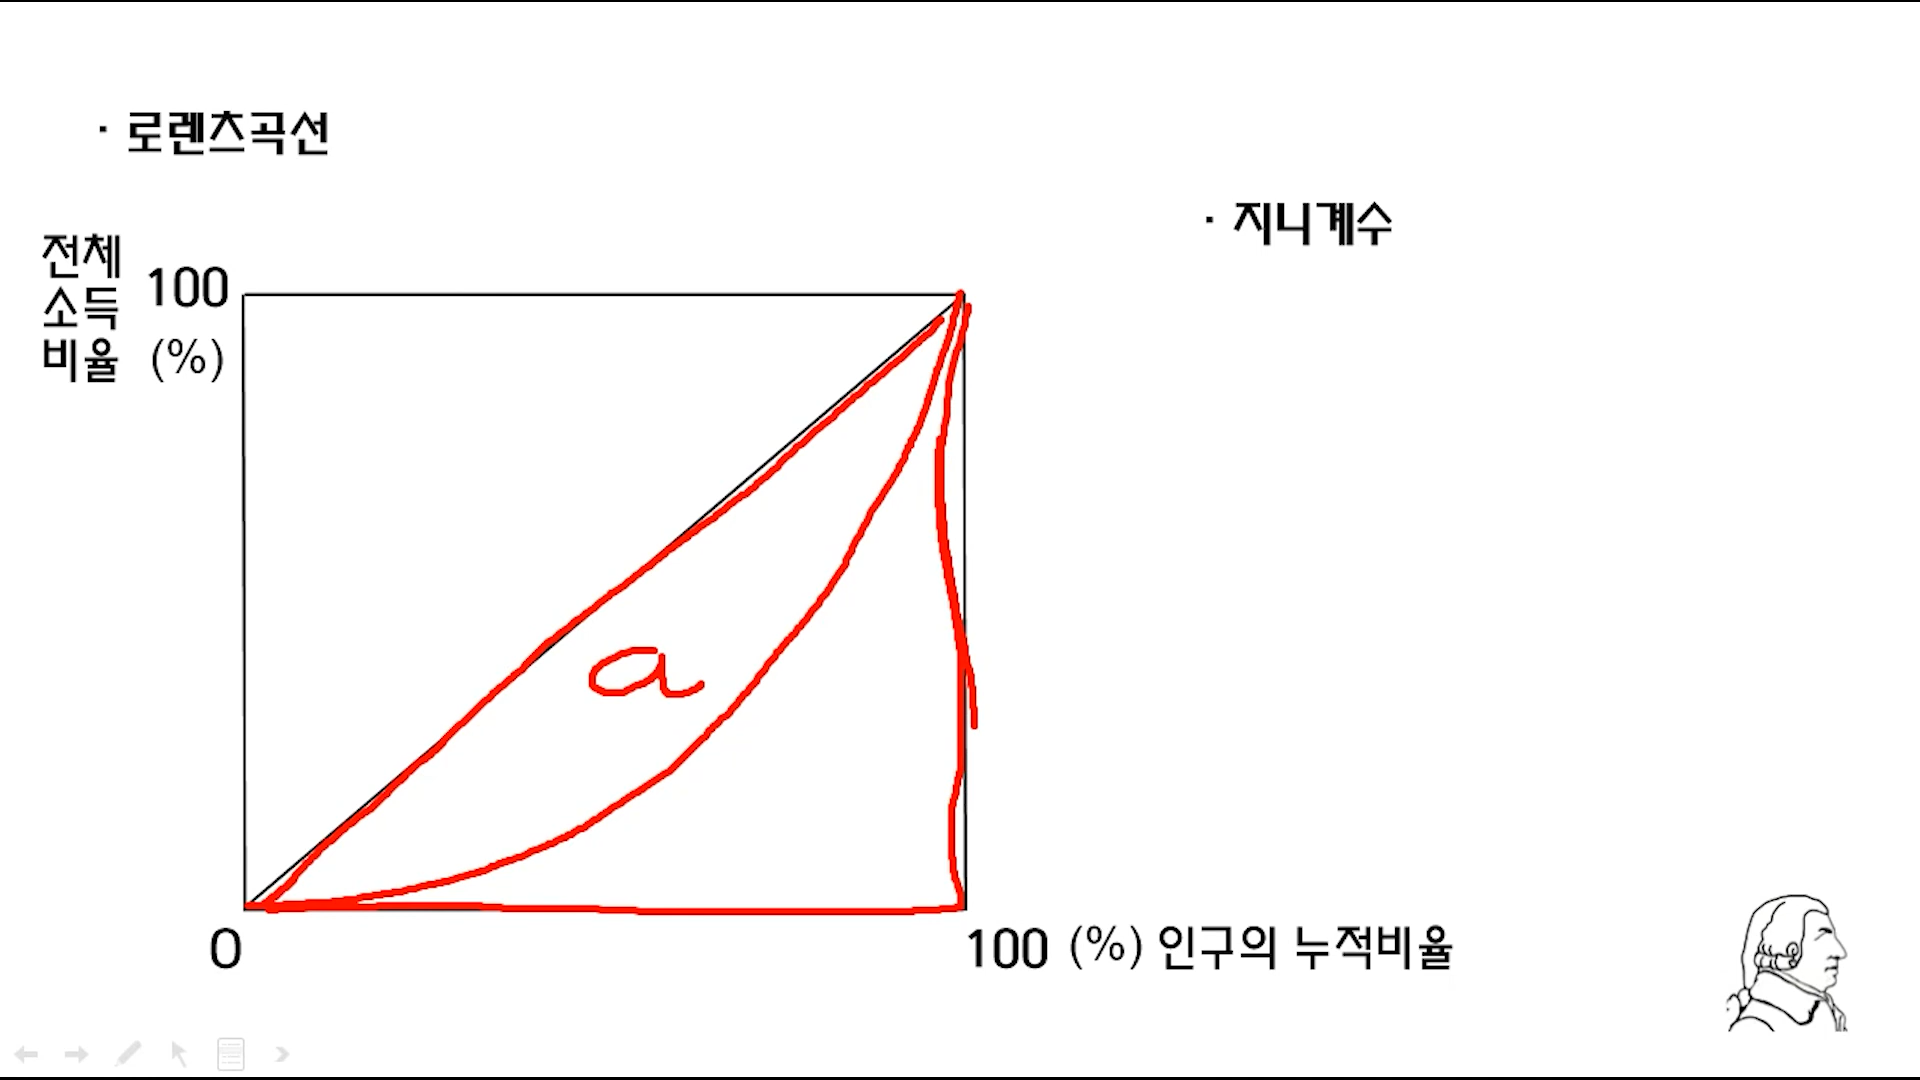 · 로렌츠곡선
· 지니계수
전체
소득
비율
100
(%)
a
0
100 (%) 인구의 누적비율